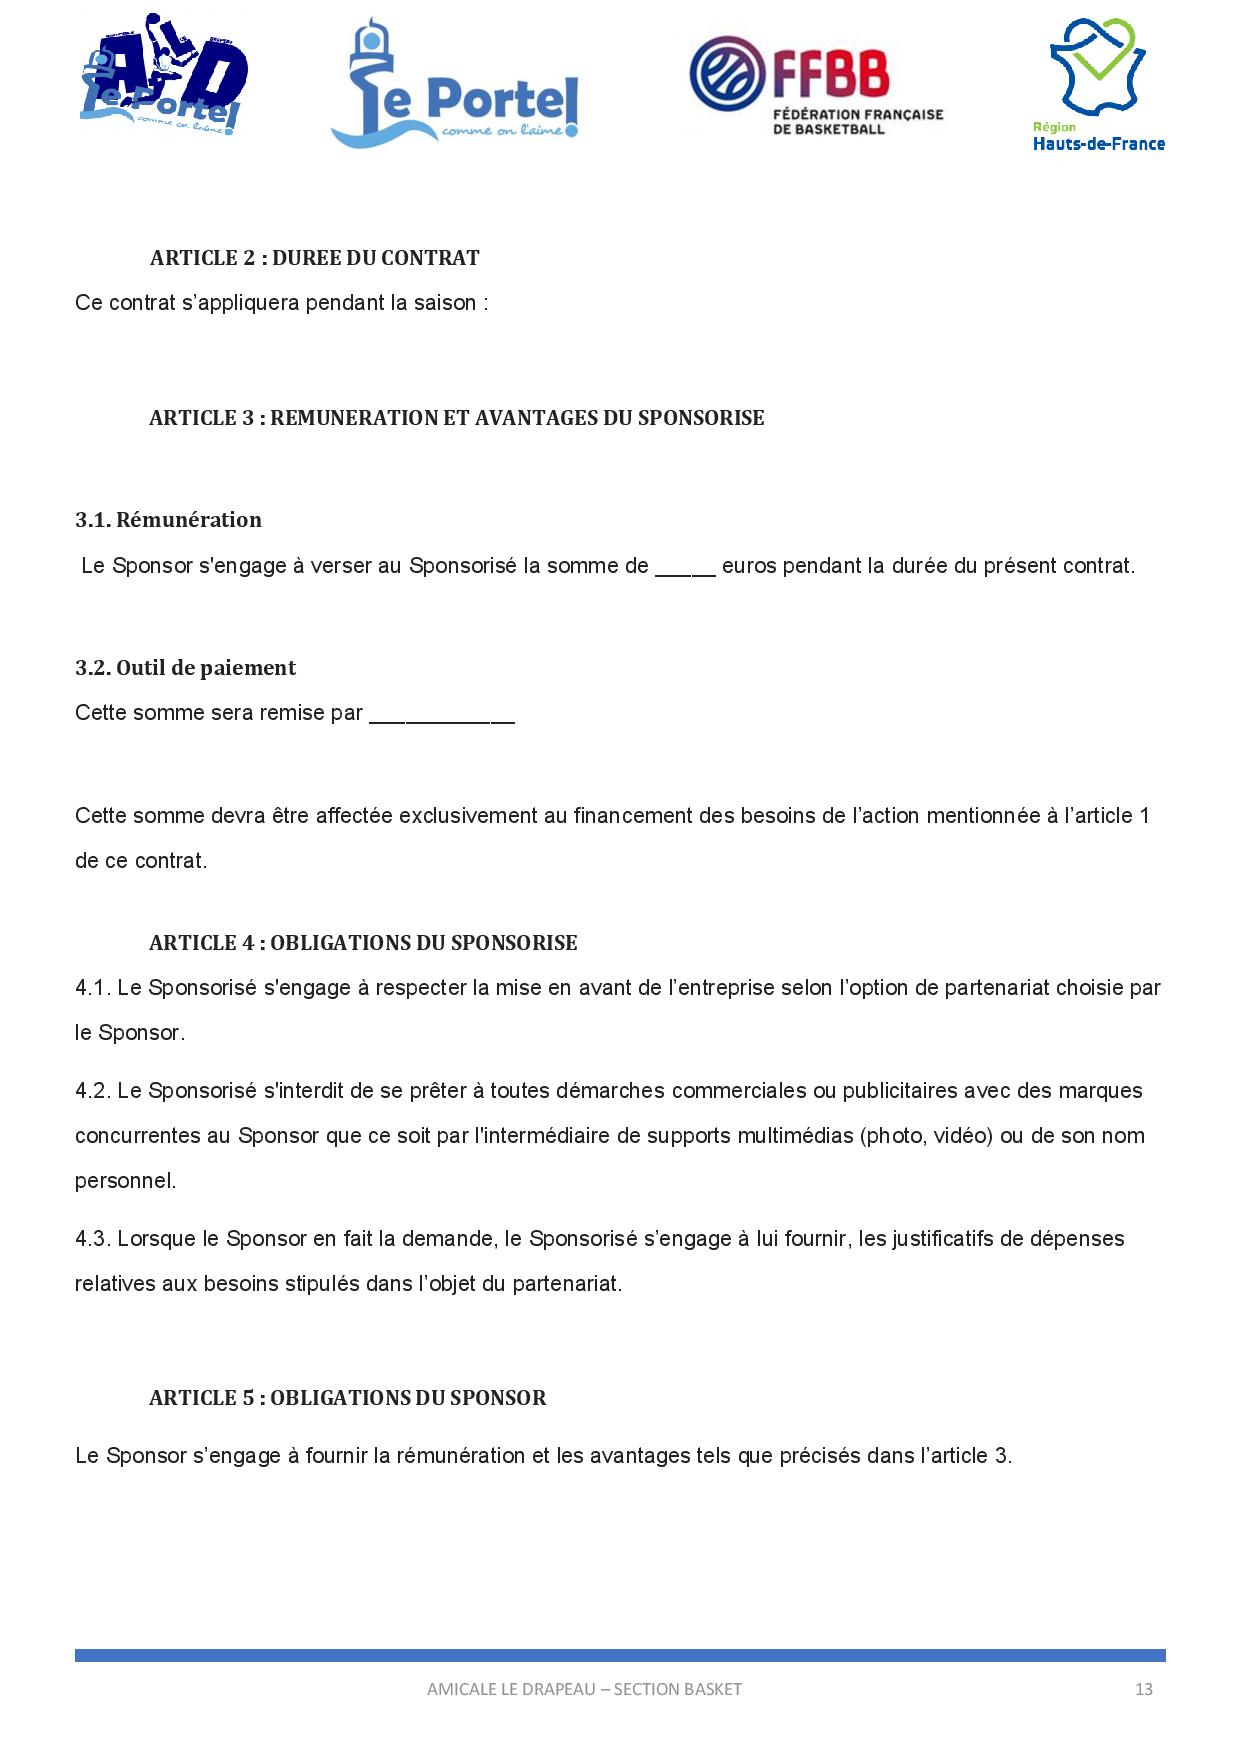 ALD
Le Portel
comme on l'aime
Le Portel
comme on l'aime
FFBB
FÉDÉRATION FRANÇAISE
DE BASKETBALL
Région
Hauts-de-France
ARTICLE 2 : DUREE DU CONTRAT
Ce contrat s’appliquera pendant la saison :
ARTICLE 3 : REMUNERATION ET AVANTAGES DU SPONSORISE
3.1. Rémunération
Le Sponsor s'engage à verser au Sponsorisé la somme de _____ euros pendant la durée du présent contrat.
3.2. Outil de paiement
Cette somme sera remise par ____________
Cette somme devra être affectée exclusivement au financement des besoins de l’action mentionnée à l’article 1
de ce contrat.
ARTICLE 4 : OBLIGATIONS DU SPONSORISE
4.1. Le Sponsorisé s'engage à respecter la mise en avant de l’entreprise selon l’option de partenariat choisie par
le Sponsor.
4.2. Le Sponsorisé s'interdit de se prêter à toutes démarches commerciales ou publicitaires avec des marques
concurrentes au Sponsor que ce soit par l'intermédiaire de supports multimédias (photo, vidéo) ou de son nom
personnel.
4.3. Lorsque le Sponsor en fait la demande, le Sponsorisé s’engage à lui fournir, les justificatifs de dépenses
relatives aux besoins stipulés dans l’objet du partenariat.
ARTICLE 5 : OBLIGATIONS DU SPONSOR
Le Sponsor s’engage à fournir la rémunération et les avantages tels que précisés dans l’article 3.
AMICALE LE DRAPEAU – SECTION BASKET 13